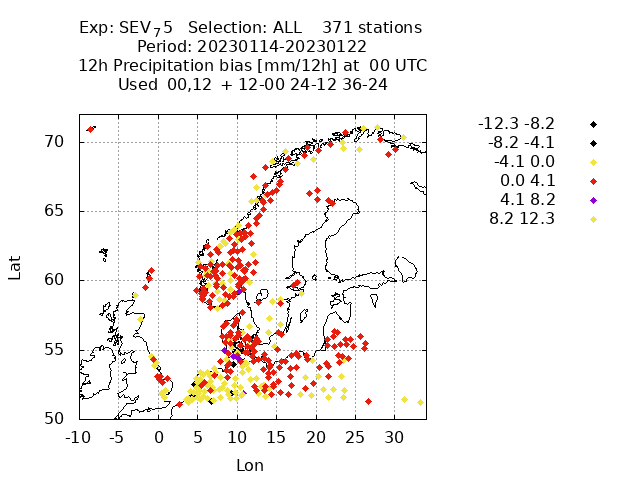 Exp: SEV₇5 Selection: ALL 371 stations
Period: 20230114-20230122
12h Precipitation bias [mm/12h] at 00 UTC
Used 00,12 + 12-00 24-12 36-24
-12.3 -8.2
-8.2 -4.1
-4.1 0.0
0.0 4.1
4.1 8.2
8.2 12.3
70
65
60
55
50
Lat
-10 -5 0 5 10 15 20 25 30
Lon